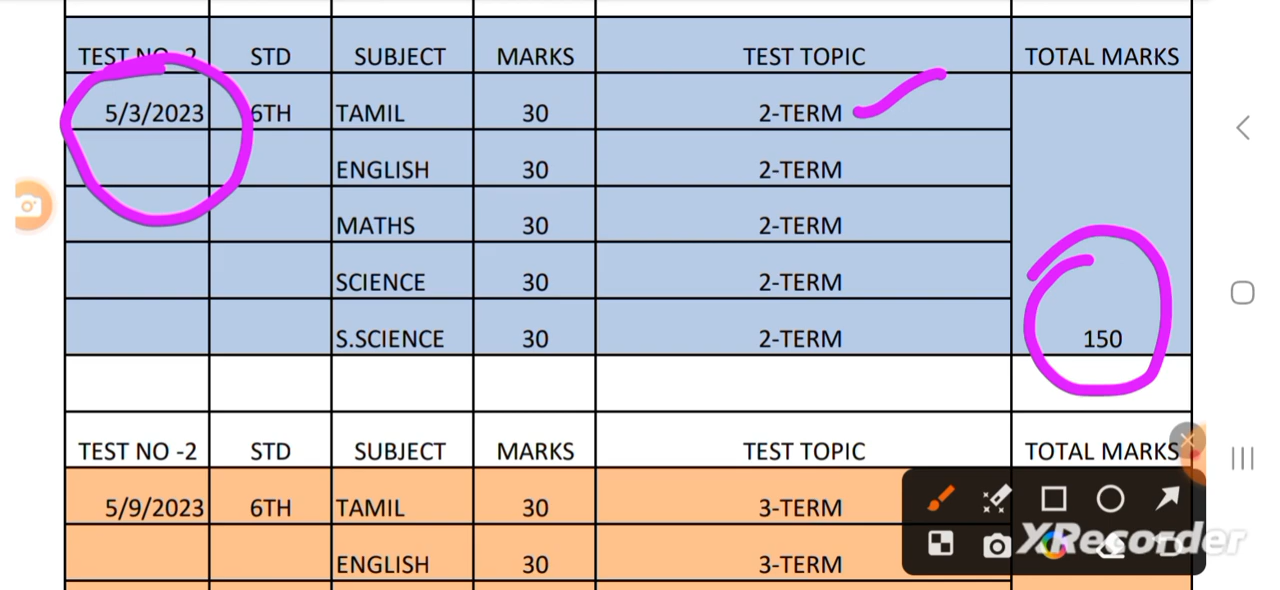 TEST NO -2 STD SUBJECT MARKS TEST TOPIC TOTAL MARKS
5/3/2023 6TH TAMIL 30 2-TERM
ENGLISH 30 2-TERM
MATHS 30 2-TERM
SCIENCE 30 2-TERM
S.SCIENCE 30 2-TERM 150
TEST NO -2 STD SUBJECT MARKS TEST TOPIC TOTAL MARKS
5/9/2023 6TH TAMIL 30 3-TERM
ENGLISH 30 3-TERM
XRecorder